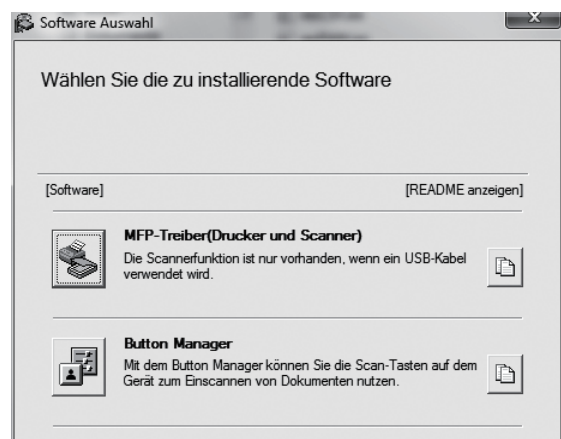 Software Auswahl
Wählen Sie die zu installierende Software
[Software] [README anzeigen]
MFP-Treiber(Drucker und Scanner)
Die Scannerfunktion ist nur vorhanden, wenn ein USB-Kabel
verwendet wird.
Button Manager
Mit dem Button Manager können Sie die Scan-Tasten auf dem
Gerät zum Einscannen von Dokumenten nutzen.